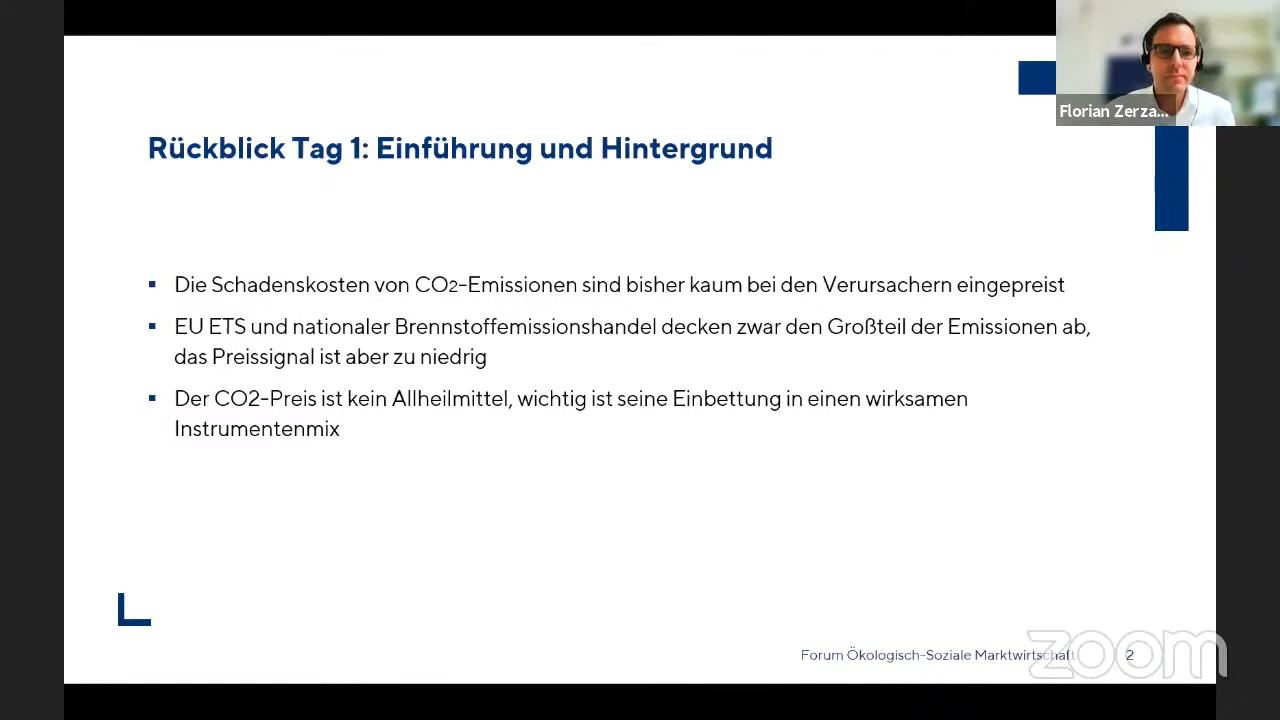 Florian Zerza...
Rückblick Tag 1: Einführung und Hintergrund
Die Schadenskosten von CO2-Emissionen sind bisher kaum bei den Verursachern eingepreist
EU ETS und nationaler Brennstoffemissionshandel decken zwar den Großteil der Emissionen ab,
das Preissignal ist aber zu niedrig
Der CO2-Preis ist kein Allheilmittel, wichtig ist seine Einbettung in einen wirksamen
Instrumentenmix
Forum Ökologisch-Soziale Marktwirtschaft 2
zoom